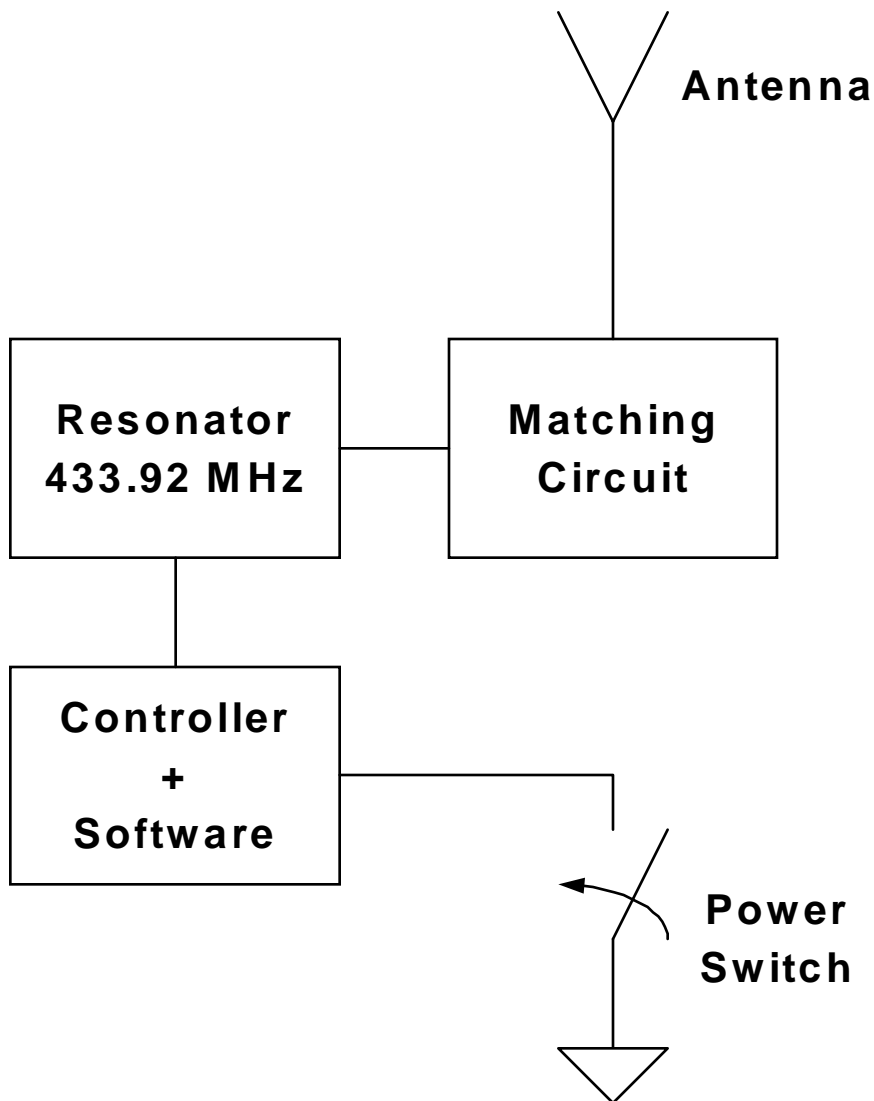 Antenna
Resonator
433.92 MHz
Matching
Circuit
Controller
+
Software
Power
Switch